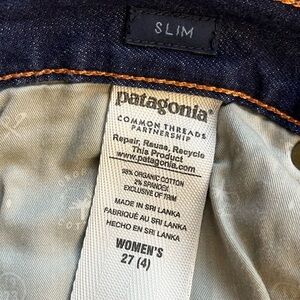 SLIM
patagonia®
COMMON THREADS
PARTNERSHIP
Repair, Reuse, Recycle
This Product
www.patagonia.com
98% ORGANIC COTTON
2% SPANDEX
EXCLUSIVE OF TRIM
MADE IN SRI LANKA
FABRIQUÉ AU SRI LANKA
HECHO EN SRI LANKA
WOMEN'S
27 (4)